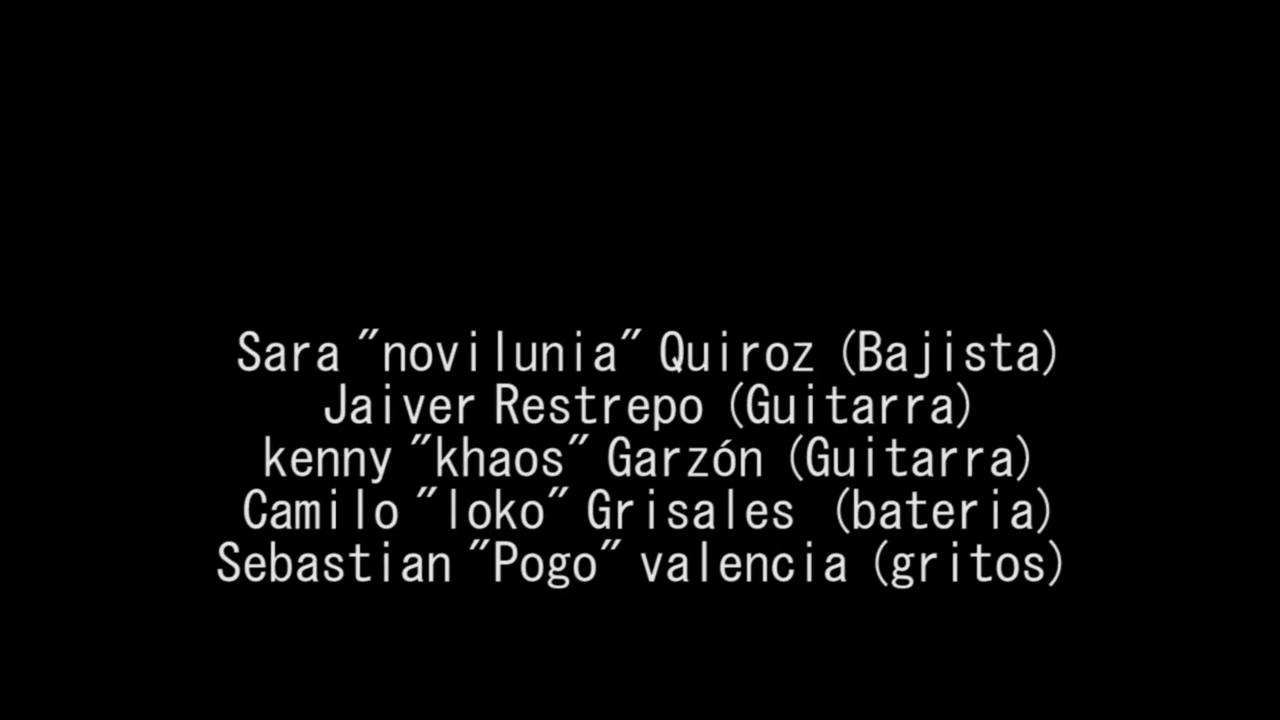 Sara "novilunia" Quiroz (Bajista)
Jaiver Restrepo (Guitarra)
kenny "khaos" Garzón (Guitarra)
Camilo "loko" Grisales (bateria)
Sebastian "Pogo" valencia (gritos)